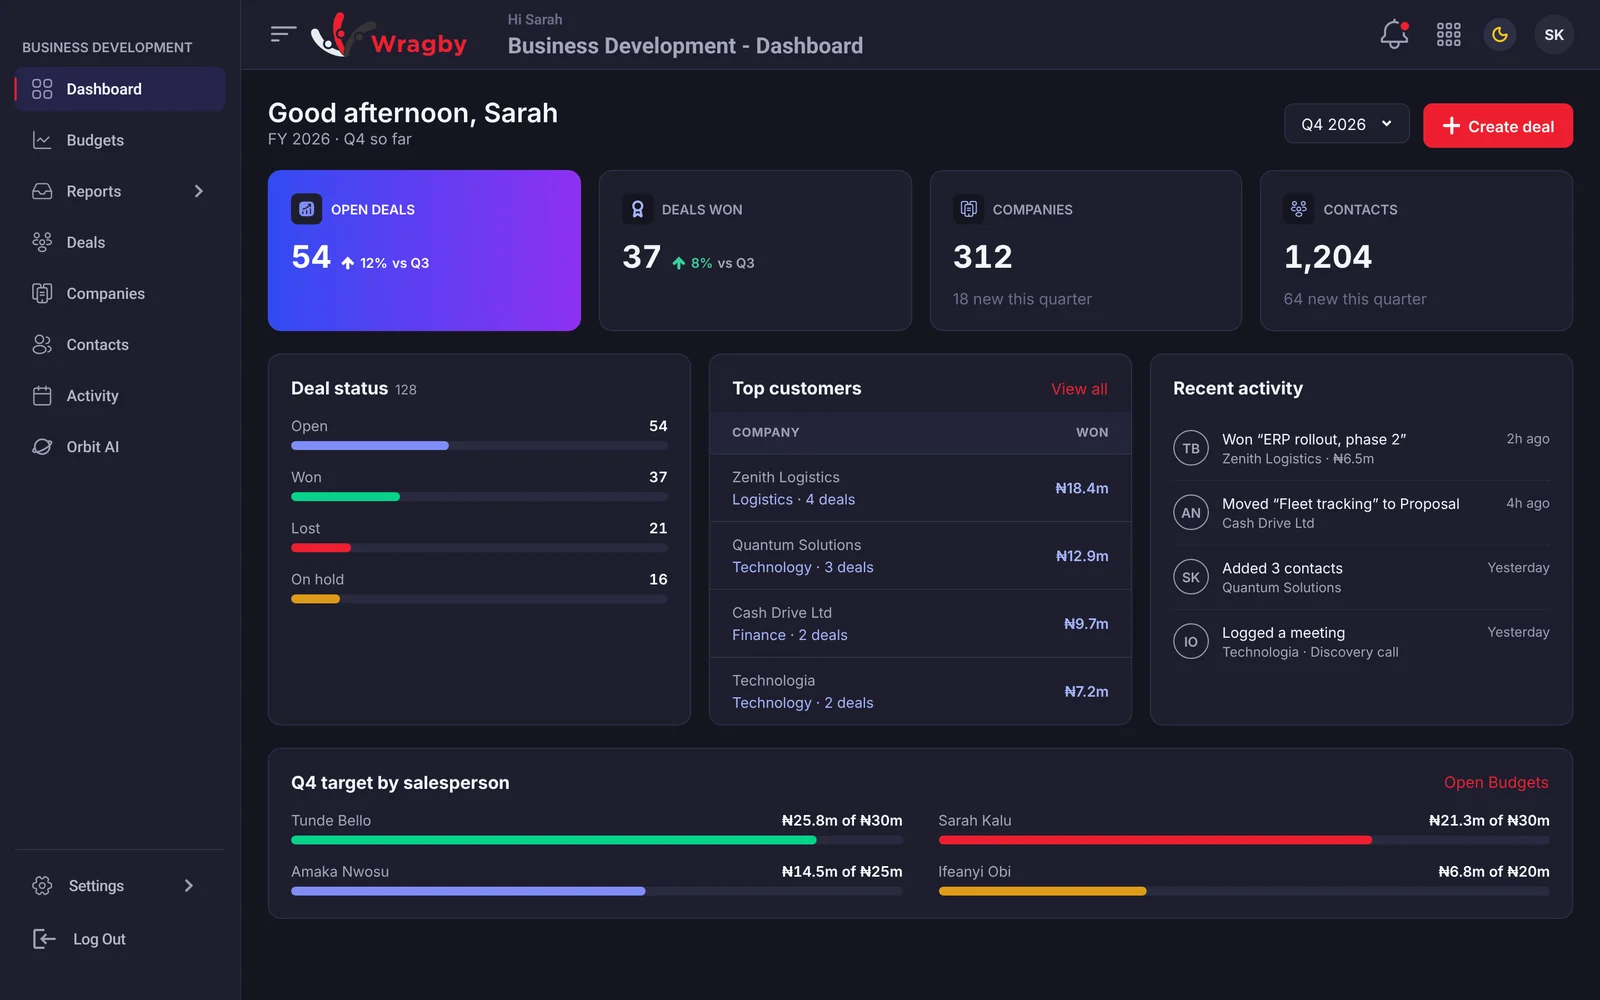 BUSINESS DEVELOPMENT
Dashboard
Budgets
Reports
Deals
Companies
Contacts
Activity
Orbit AI
Settings
Log Out
Wragby
Hi Sarah
Business Development - Dashboard
SK
Good afternoon, Sarah
FY 2026 · Q4 so far
Q4 2026
Create deal
OPEN DEALS
54 12% vs Q3
DEALS WON
37 8% vs Q3
COMPANIES
312
18 new this quarter
CONTACTS
1,204
64 new this quarter
Deal status 128
Open 54
Won 37
Lost 21
On hold 16
Top customers View all
COMPANY WON
Zenith Logistics
Logistics · 4 deals
₦18.4m
Quantum Solutions
Technology · 3 deals
₦12.9m
Cash Drive Ltd
Finance · 2 deals
₦9.7m
Technologia
Technology · 2 deals
₦7.2m
Recent activity
TB
Won “ERP rollout, phase 2” 2h ago
Zenith Logistics · ₦6.5m
AN
Moved “Fleet tracking” to Proposal 4h ago
Cash Drive Ltd
SK
Added 3 contacts Yesterday
Quantum Solutions
IO
Logged a meeting Yesterday
Technologia · Discovery call
Q4 target by salesperson Open Budgets
Tunde Bello ₦25.8m of ₦30m
Sarah Kalu ₦21.3m of ₦30m
Amaka Nwosu ₦14.5m of ₦25m
Ifeanyi Obi ₦6.8m of ₦20m